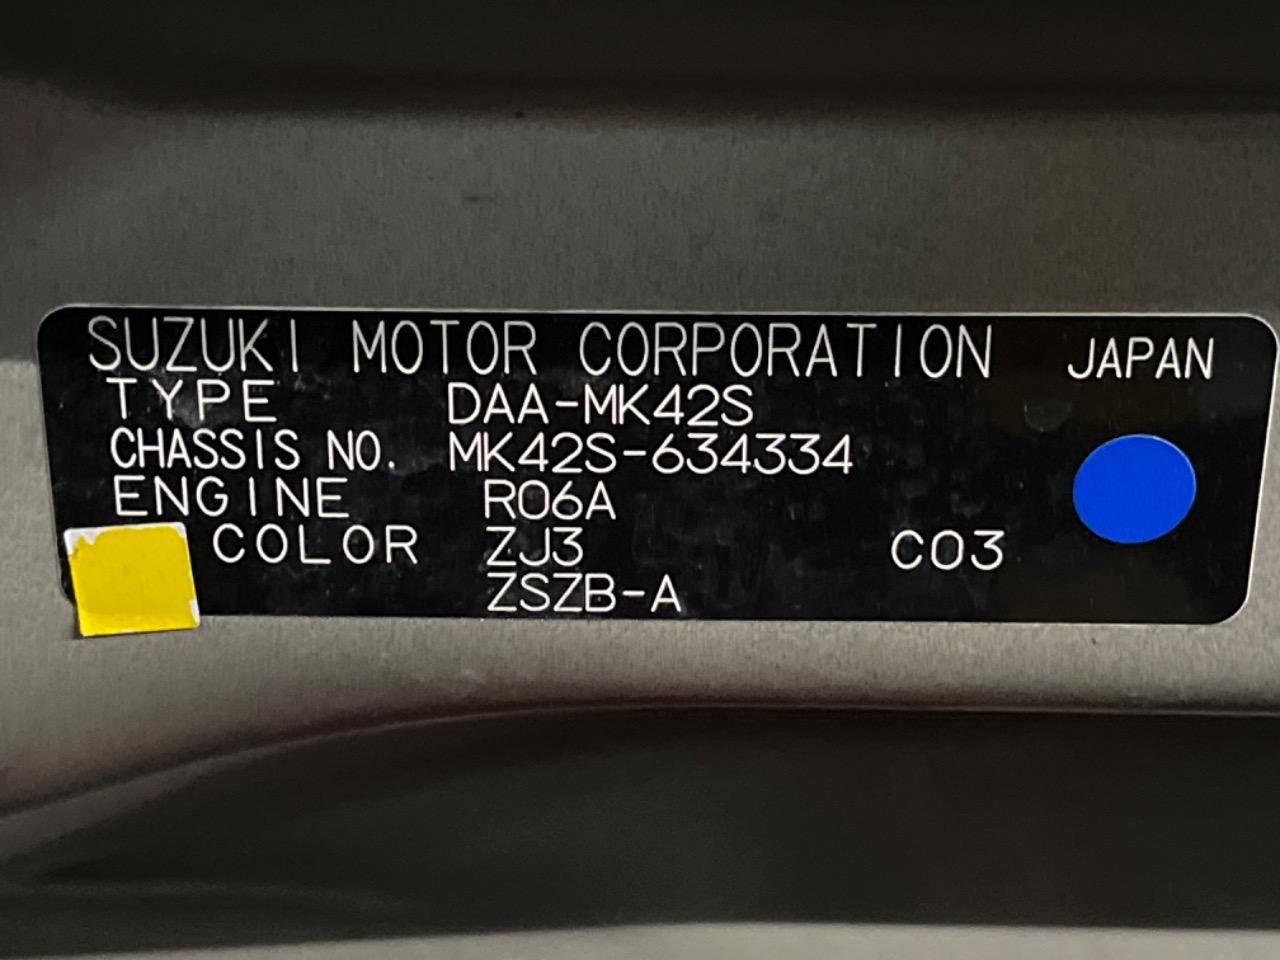 SUZUKI MOTOR CORPORATION JAPAN
TYPE DAA-MK42S
CHASSIS NO. MK42S-634334
ENGINE R06A
COLOR ZJ3 C03
ZSZB-A